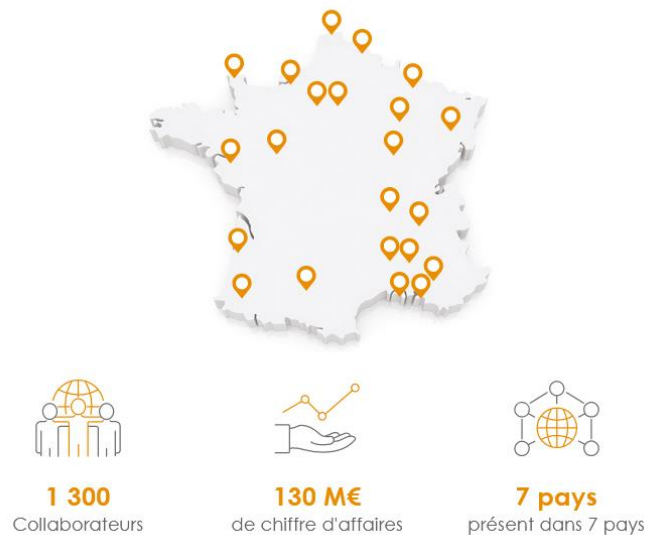 1 300
Collaborateurs
130 M€
de chiffre d'affaires
7 pays
présent dans 7 pays